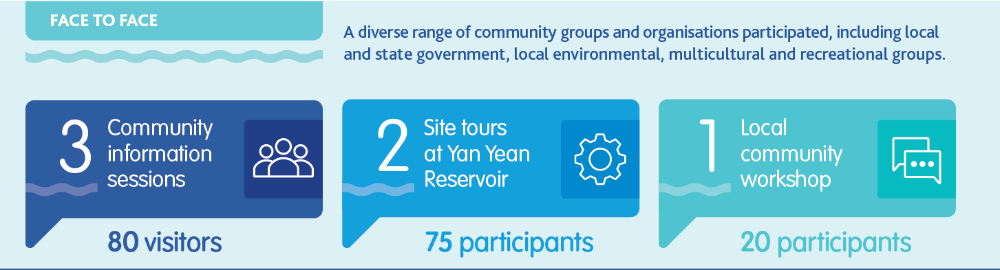 FACE TO FACE
A diverse range of community groups and organisations participated, including local
and state government, local environmental, multicultural and recreational groups.
3
Community
information
sessions
80 visitors
2
Site tours
at Yan Yean
Reservoir
75 participants
1
Local
community
workshop
20 participants